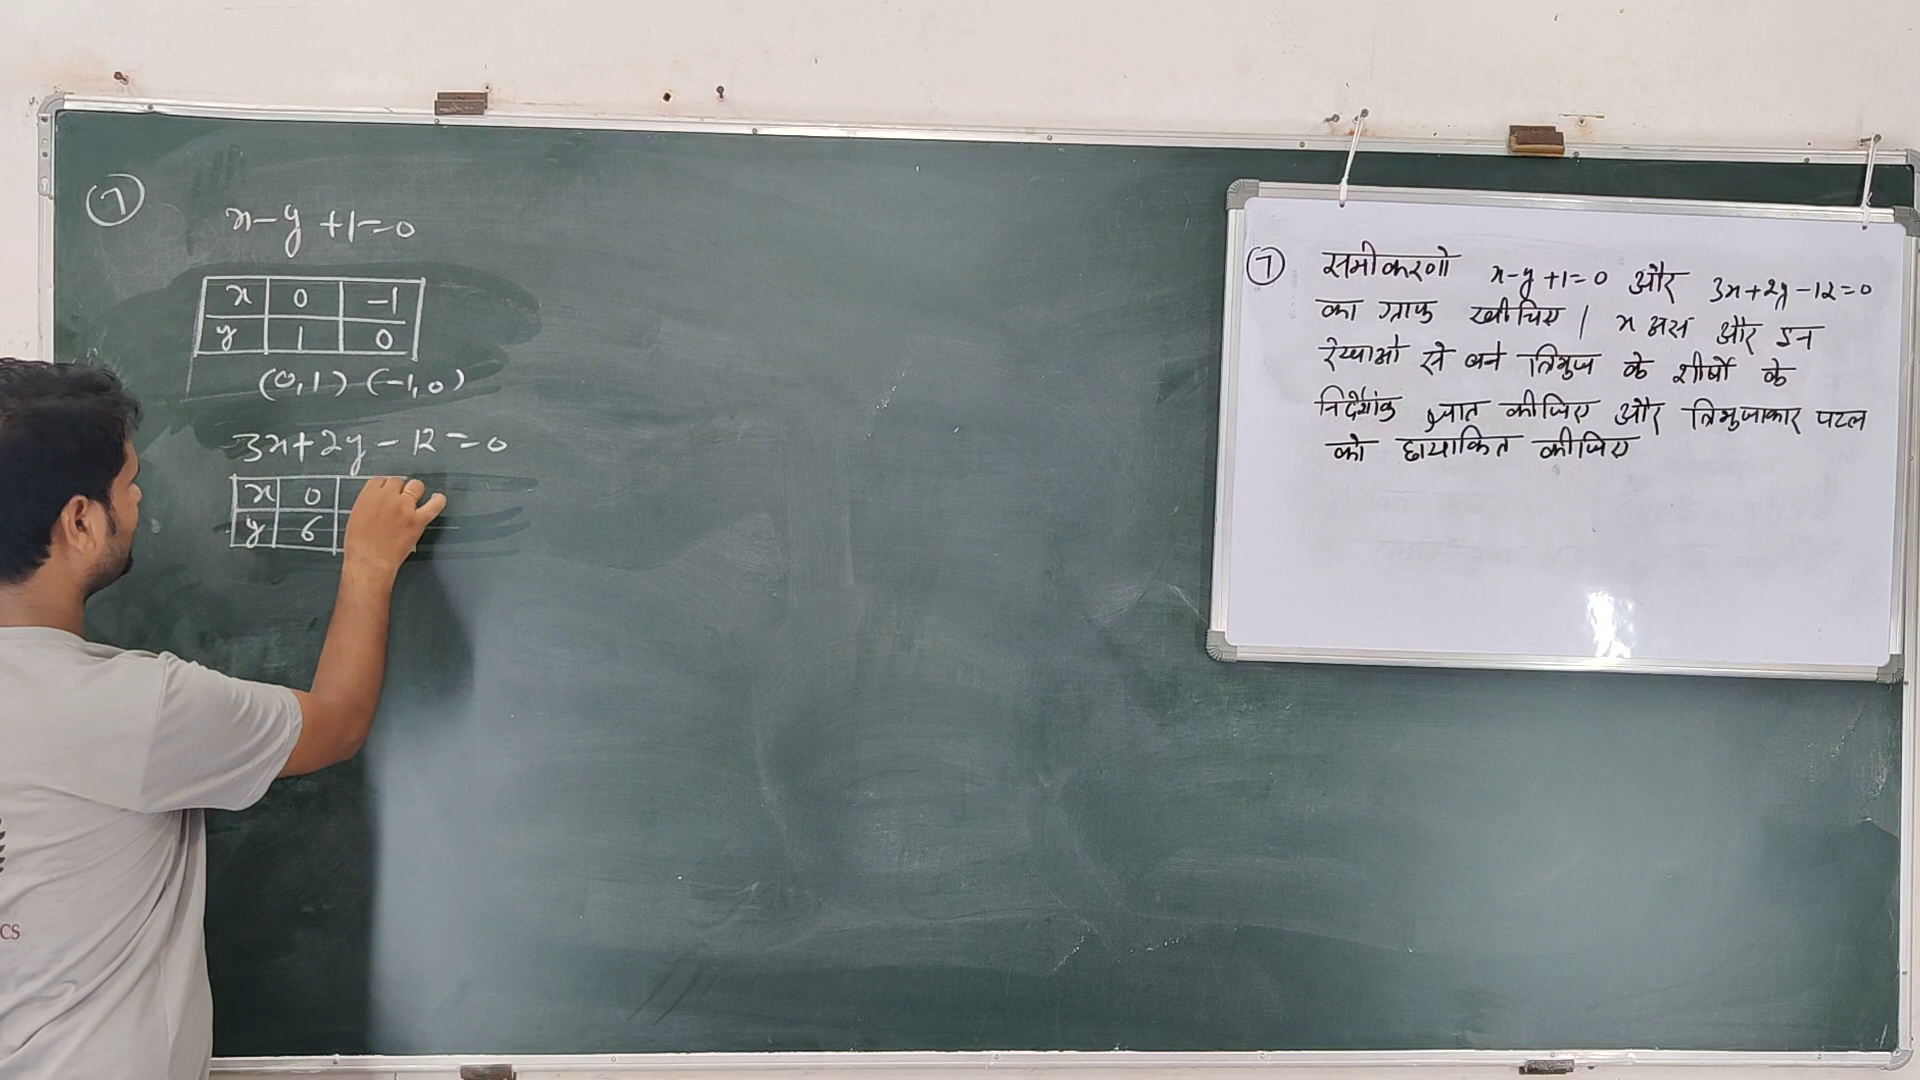 7
x-y+1=0
x 0 -1
y 1 0
(0,1) (-1,0)
3x+2y-12=0
x 0
y 6
CS
7 समीकरणो x-y+1=0 और 3x+2y-12=0
का ग्राफ खींचिए | x अक्ष और इन
रेखाओ से बने त्रिभुज के शीर्षो के
निर्देशांक ज्ञात कीजिए और त्रिभुजाकार पटल
को छायांकित कीजिए